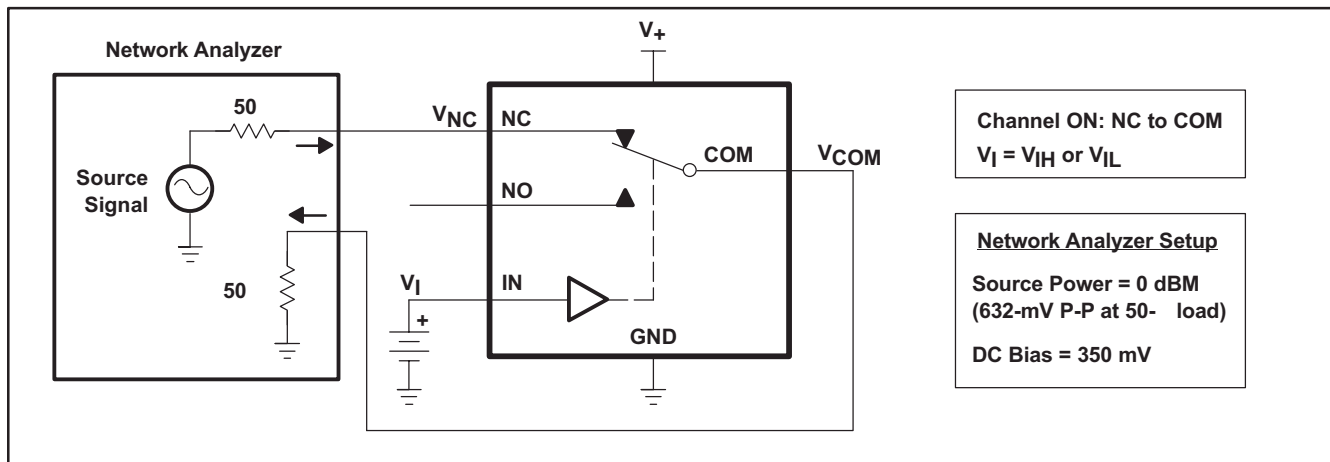 Network Analyzer
50
Source
Signal
50
V+
VNC
NC
COM
VCOM
NO
VI
IN
+
GND
Channel ON: NC to COM
VI = VIH or VIL
Network Analyzer Setup
Source Power = 0 dBM
(632-mV P-P at 50- load)
DC Bias = 350 mV